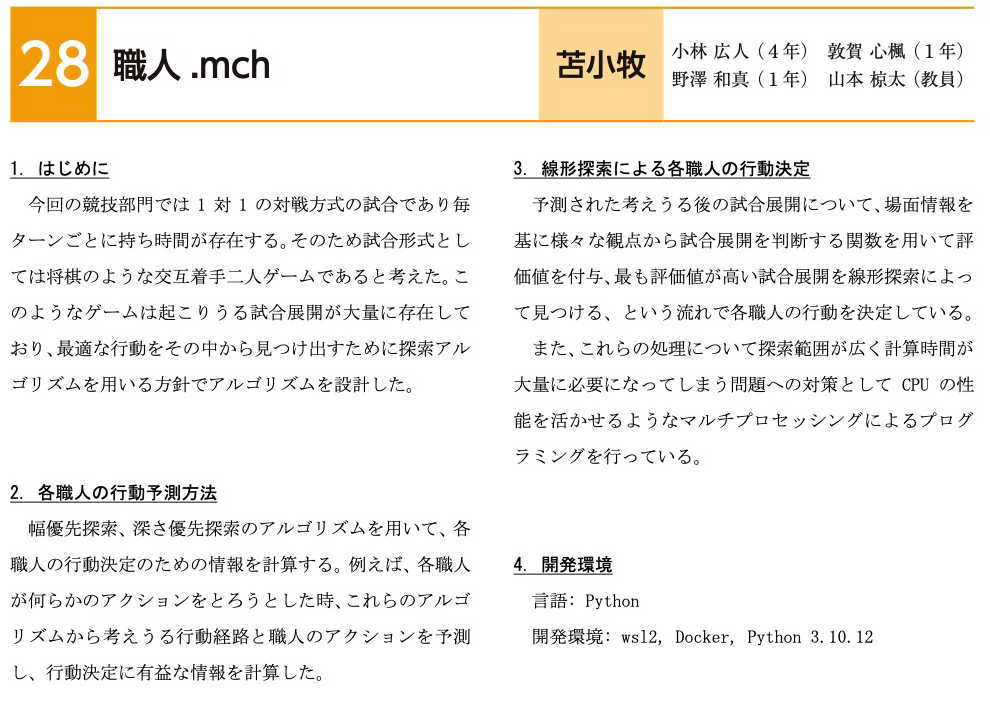 28
職人.mch
苫小牧
小林 広人（４年） 敦賀 心楓（１年）
野澤 和真（１年） 山本 椋太（教員）
1. はじめに
今回の競技部門では 1 対 1 の対戦方式の試合であり毎
ターンごとに持ち時間が存在する。そのため試合形式とし
ては将棋のような交互着手二人ゲームであると考えた。こ
のようなゲームは起こりうる試合展開が大量に存在して
おり、最適な行動をその中から見つけ出すために探索アル
ゴリズムを用いる方針でアルゴリズムを設計した。
2. 各職人の行動予測方法
幅優先探索、深さ優先探索のアルゴリズムを用いて、各
職人の行動決定のための情報を計算する。例えば、各職人
が何らかのアクションをとろうとした時、これらのアルゴ
リズムから考えうる行動経路と職人のアクションを予測
し、行動決定に有益な情報を計算した。
3. 線形探索による各職人の行動決定
予測された考えうる後の試合展開について、場面情報を
基に様々な観点から試合展開を判断する関数を用いて評
価値を付与、最も評価値が高い試合展開を線形探索によっ
て見つける、という流れで各職人の行動を決定している。
また、これらの処理について探索範囲が広く計算時間が
大量に必要になってしまう問題への対策として CPU の性
能を活かせるようなマルチプロセッシングによるプログ
ラミングを行っている。
4. 開発環境
言語: Python
開発環境: wsl2, Docker, Python 3.10.12